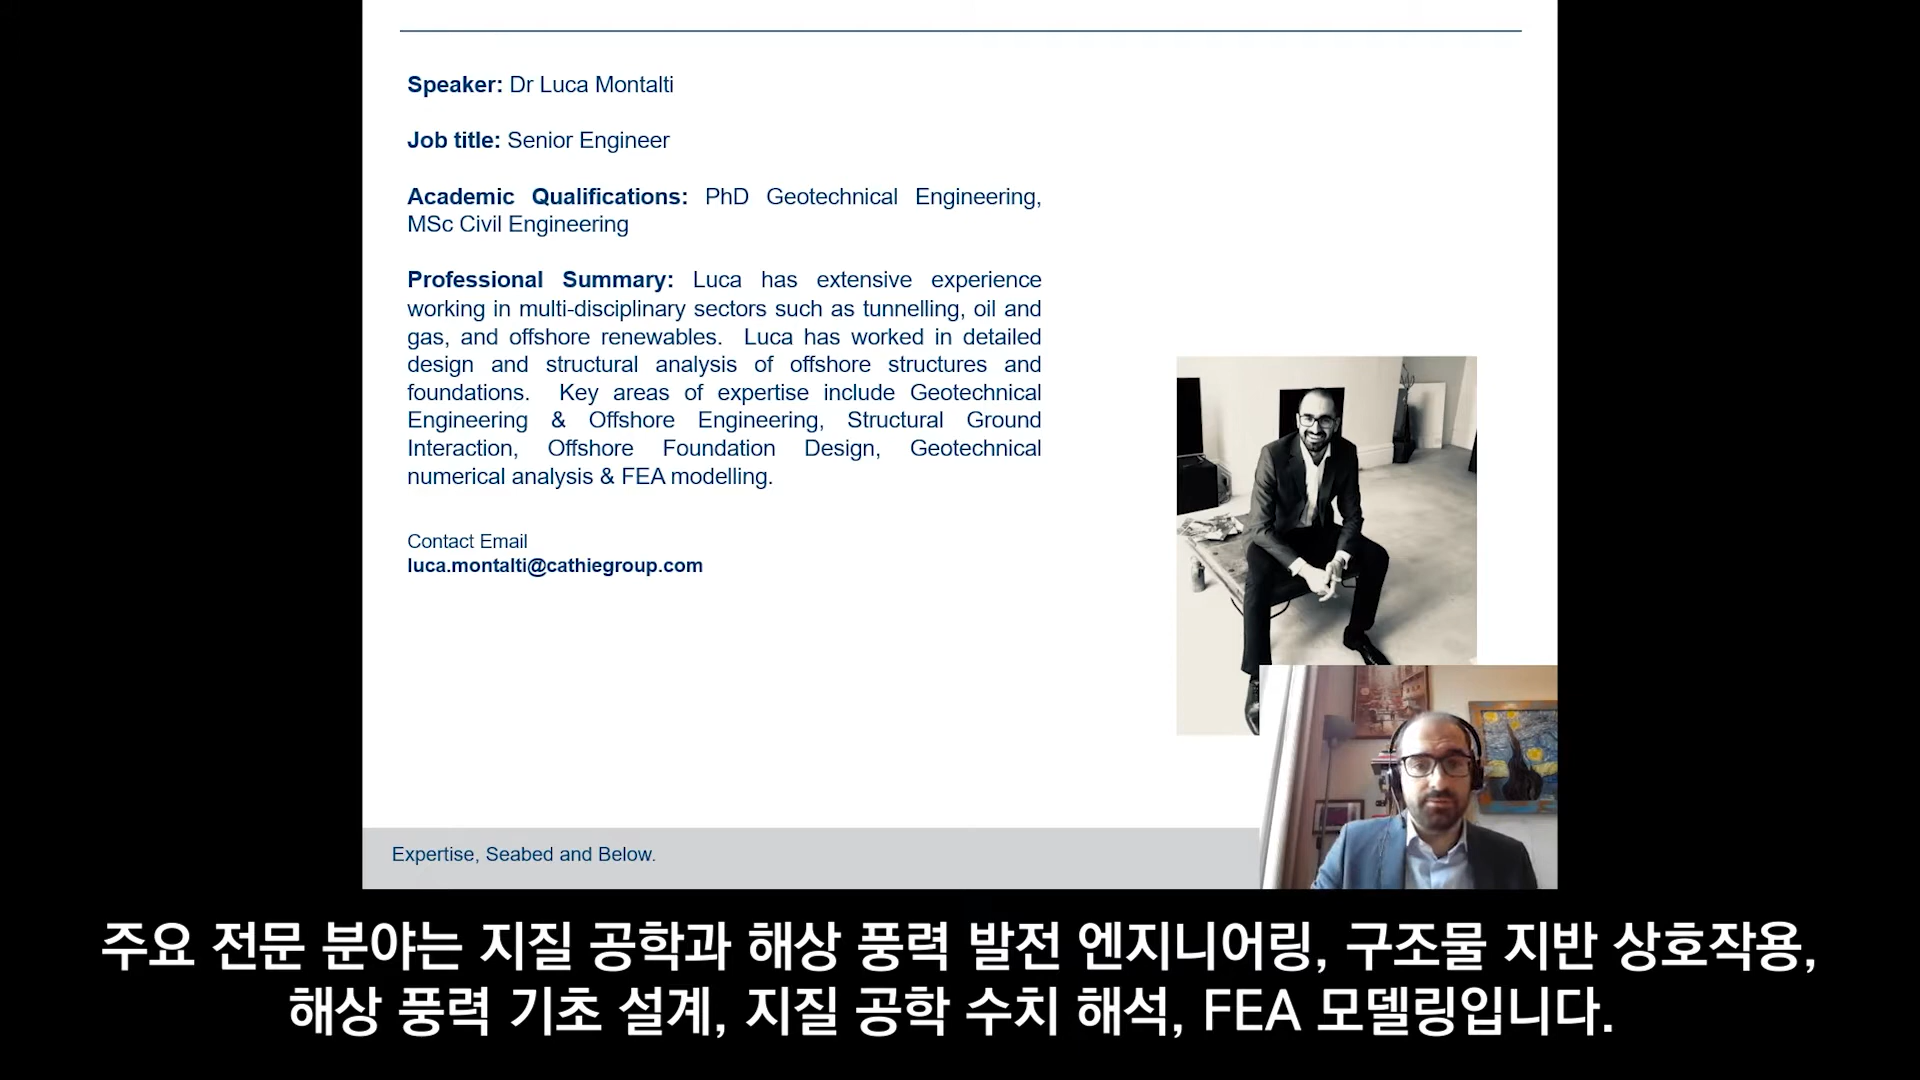 Speaker: Dr Luca Montalti
Job title: Senior Engineer
Academic Qualifications: PhD Geotechnical Engineering,
MSc Civil Engineering
Professional Summary: Luca has extensive experience
working in multi-disciplinary sectors such as tunnelling, oil and
gas, and offshore renewables. Luca has worked in detailed
design and structural analysis of offshore structures and
foundations. Key areas of expertise include Geotechnical
Engineering & Offshore Engineering, Structural Ground
Interaction, Offshore Foundation Design, Geotechnical
numerical analysis & FEA modelling.
Contact Email
luca.montalti@cathiegroup.com
Expertise, Seabed and Below.
주요 전문 분야는 지질 공학과 해상 풍력 발전 엔지니어링, 구조물 지반 상호작용,
해상 풍력 기초 설계, 지질 공학 수치 해석, FEA 모델링입니다.